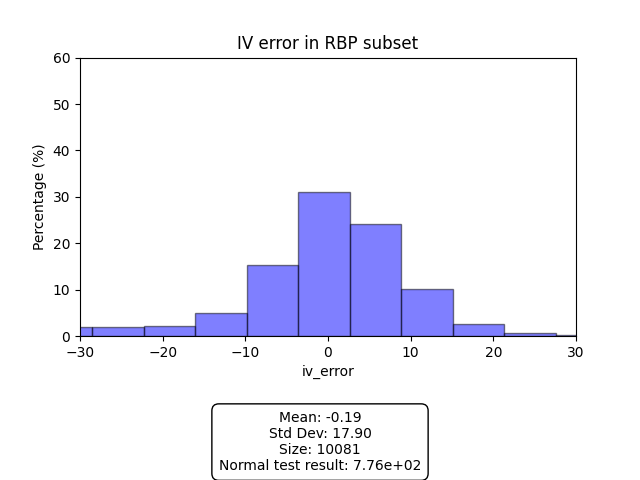 IV error in RBP subset
60
50
40
30
20
10
0
Percentage (%)
−30 −20 −10 0 10 20 30
iv_error
Mean: -0.19
Std Dev: 17.90
Size: 10081
Normal test result: 7.76e+02